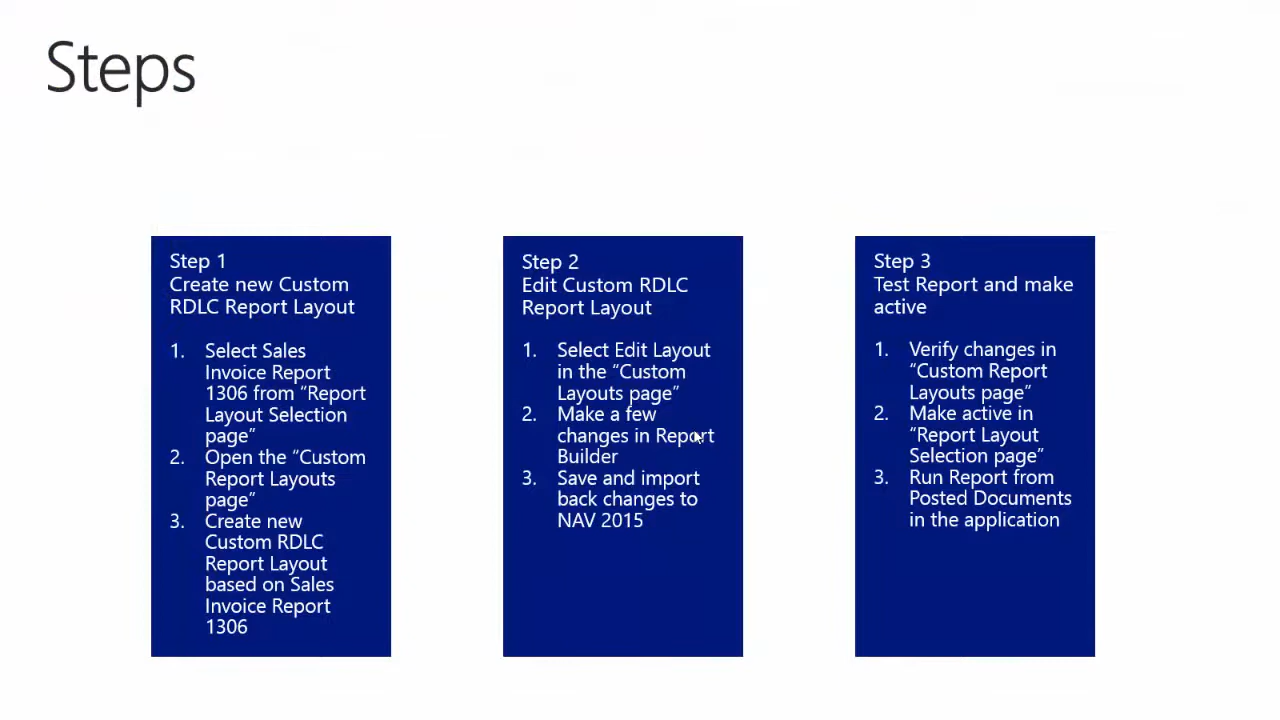 Steps
Step 1
Create new Custom
RDLC Report Layout
1. Select Sales
Invoice Report
1306 from “Report
Layout Selection
page”
2. Open the “Custom
Report Layouts
page”
3. Create new
Custom RDLC
Report Layout
based on Sales
Invoice Report
1306
Step 2
Edit Custom RDLC
Report Layout
1. Select Edit Layout
in the “Custom
Layouts page”
2. Make a few
changes in Report
Builder
3. Save and import
back changes to
NAV 2015
Step 3
Test Report and make
active
1. Verify changes in
“Custom Report
Layouts page”
2. Make active in
“Report Layout
Selection page”
3. Run Report from
Posted Documents
in the application